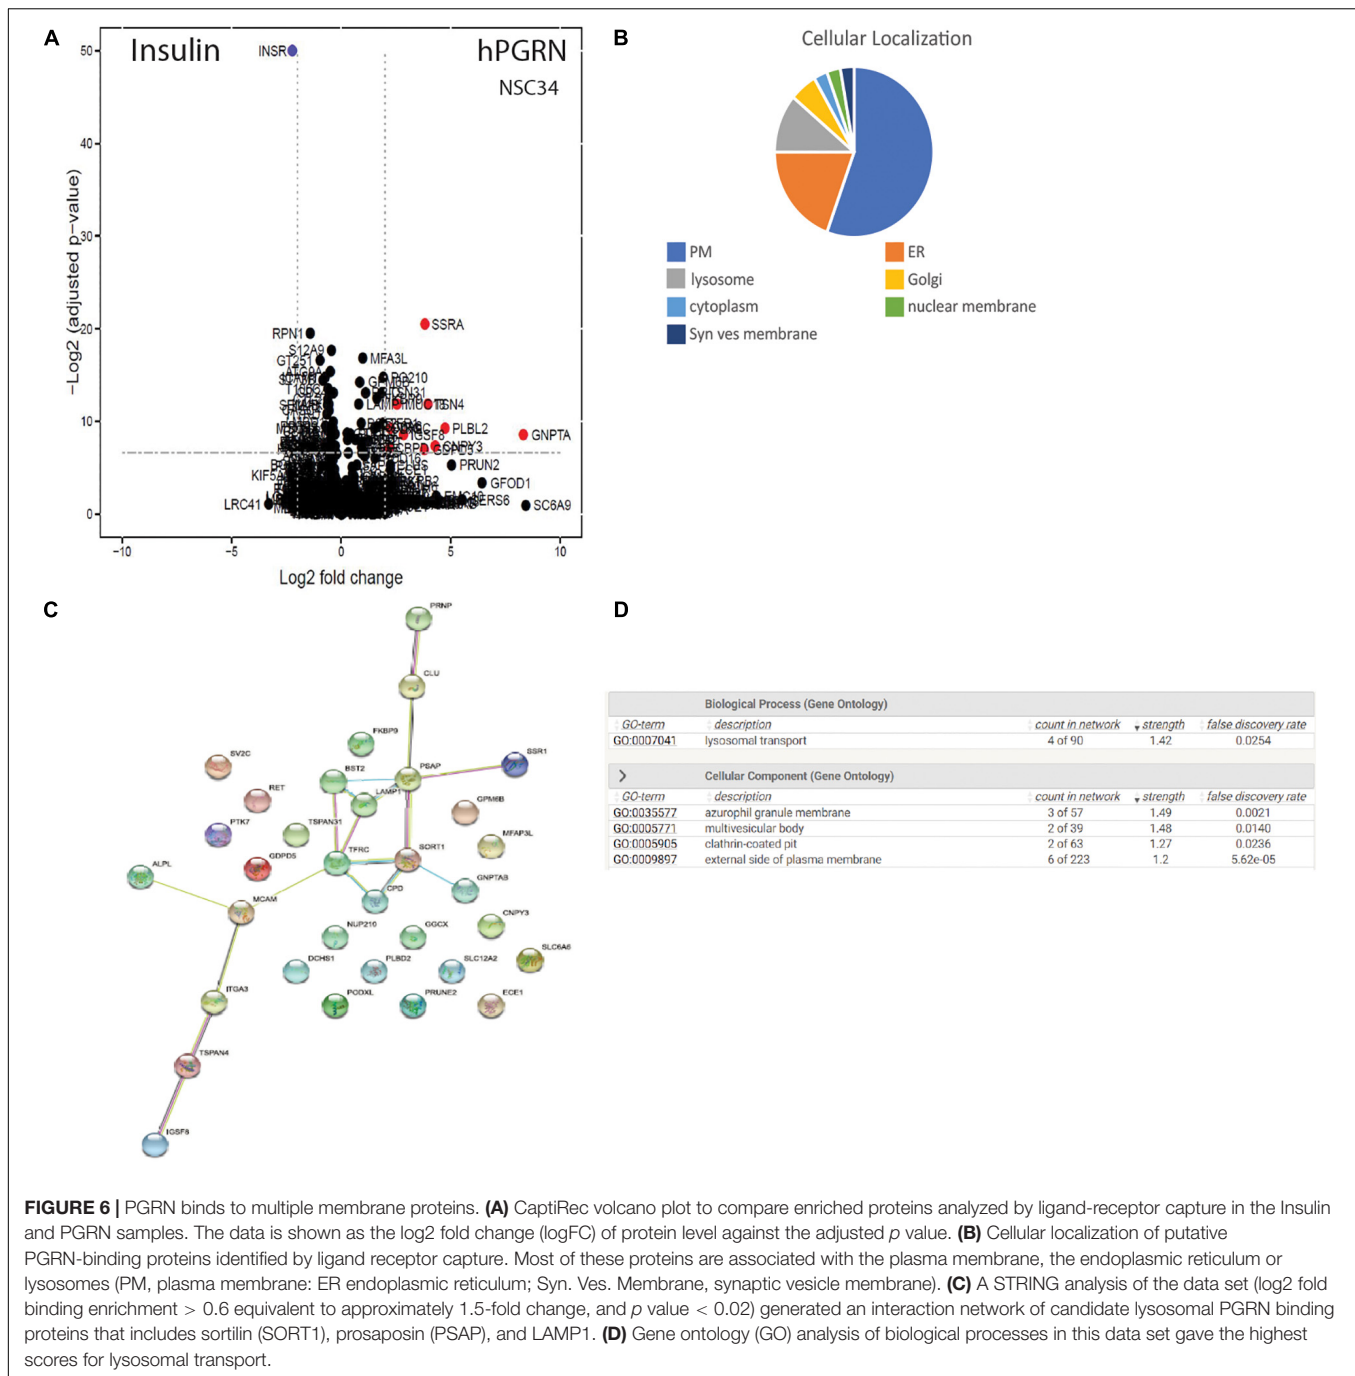 A
Insulin
hPGRN
NSC34
INSR
50
40
30
20
10
0
−Log2 (adjusted p−value)
SSRA
RPN1
S12A9
GT251
MFA3L
PO210
TSN31
TSN4
PLBL2
GNPTA
IGSF8
CNPY3
GDPD5
PRUN2
KIF5A
GFOD1
LRC41
SERS6
SC6A9
−10
−5
0
5
10
Log2 fold change
B
Cellular Localization
PM
ER
lysosome
Golgi
cytoplasm
nuclear membrane
Syn ves membrane
C
PRNP
CLU
FKBP9
SV2C
BST2
PSAP
SSR1
RET
LAMP1
GPM6B
PTK7
TSPAN31
MFAP3L
GDPD5
TFRC
SORT1
ALPL
GNPTAB
CPD
MCAM
CNPY3
NUP210
GGCX
SLC6A6
DCHS1
PLBD2
SLC12A2
ITGA3
PODXL
PRUNE2
ECE1
TSPAN4
IGSF8
D
Biological Process (Gene Ontology)
GO-term description count in network strength false discovery rate
GO:0007041 lysosomal transport 4 of 90 1.42 0.0254
Cellular Component (Gene Ontology)
GO-term description count in network strength false discovery rate
GO:0035577 azurophil granule membrane 3 of 57 1.49 0.0021
GO:0005771 multivesicular body 2 of 39 1.48 0.0140
GO:0005905 clathrin-coated pit 2 of 63 1.27 0.0236
GO:0009897 external side of plasma membrane 6 of 223 1.2 5.62e-05
FIGURE 6 | PGRN binds to multiple membrane proteins. (A) CaptiRec volcano plot to compare enriched proteins analyzed by ligand-receptor capture in the Insulin
and PGRN samples. The data is shown as the log2 fold change (logFC) of protein level against the adjusted p value. (B) Cellular localization of putative
PGRN-binding proteins identified by ligand receptor capture. Most of these proteins are associated with the plasma membrane, the endoplasmic reticulum or
lysosomes (PM, plasma membrane: ER endoplasmic reticulum; Syn. Ves. Membrane, synaptic vesicle membrane). (C) A STRING analysis of the data set (log2 fold
binding enrichment > 0.6 equivalent to approximately 1.5-fold change, and p value < 0.02) generated an interaction network of candidate lysosomal PGRN binding
proteins that includes sortilin (SORT1), prosaposin (PSAP), and LAMP1. (D) Gene ontology (GO) analysis of biological processes in this data set gave the highest
scores for lysosomal transport.